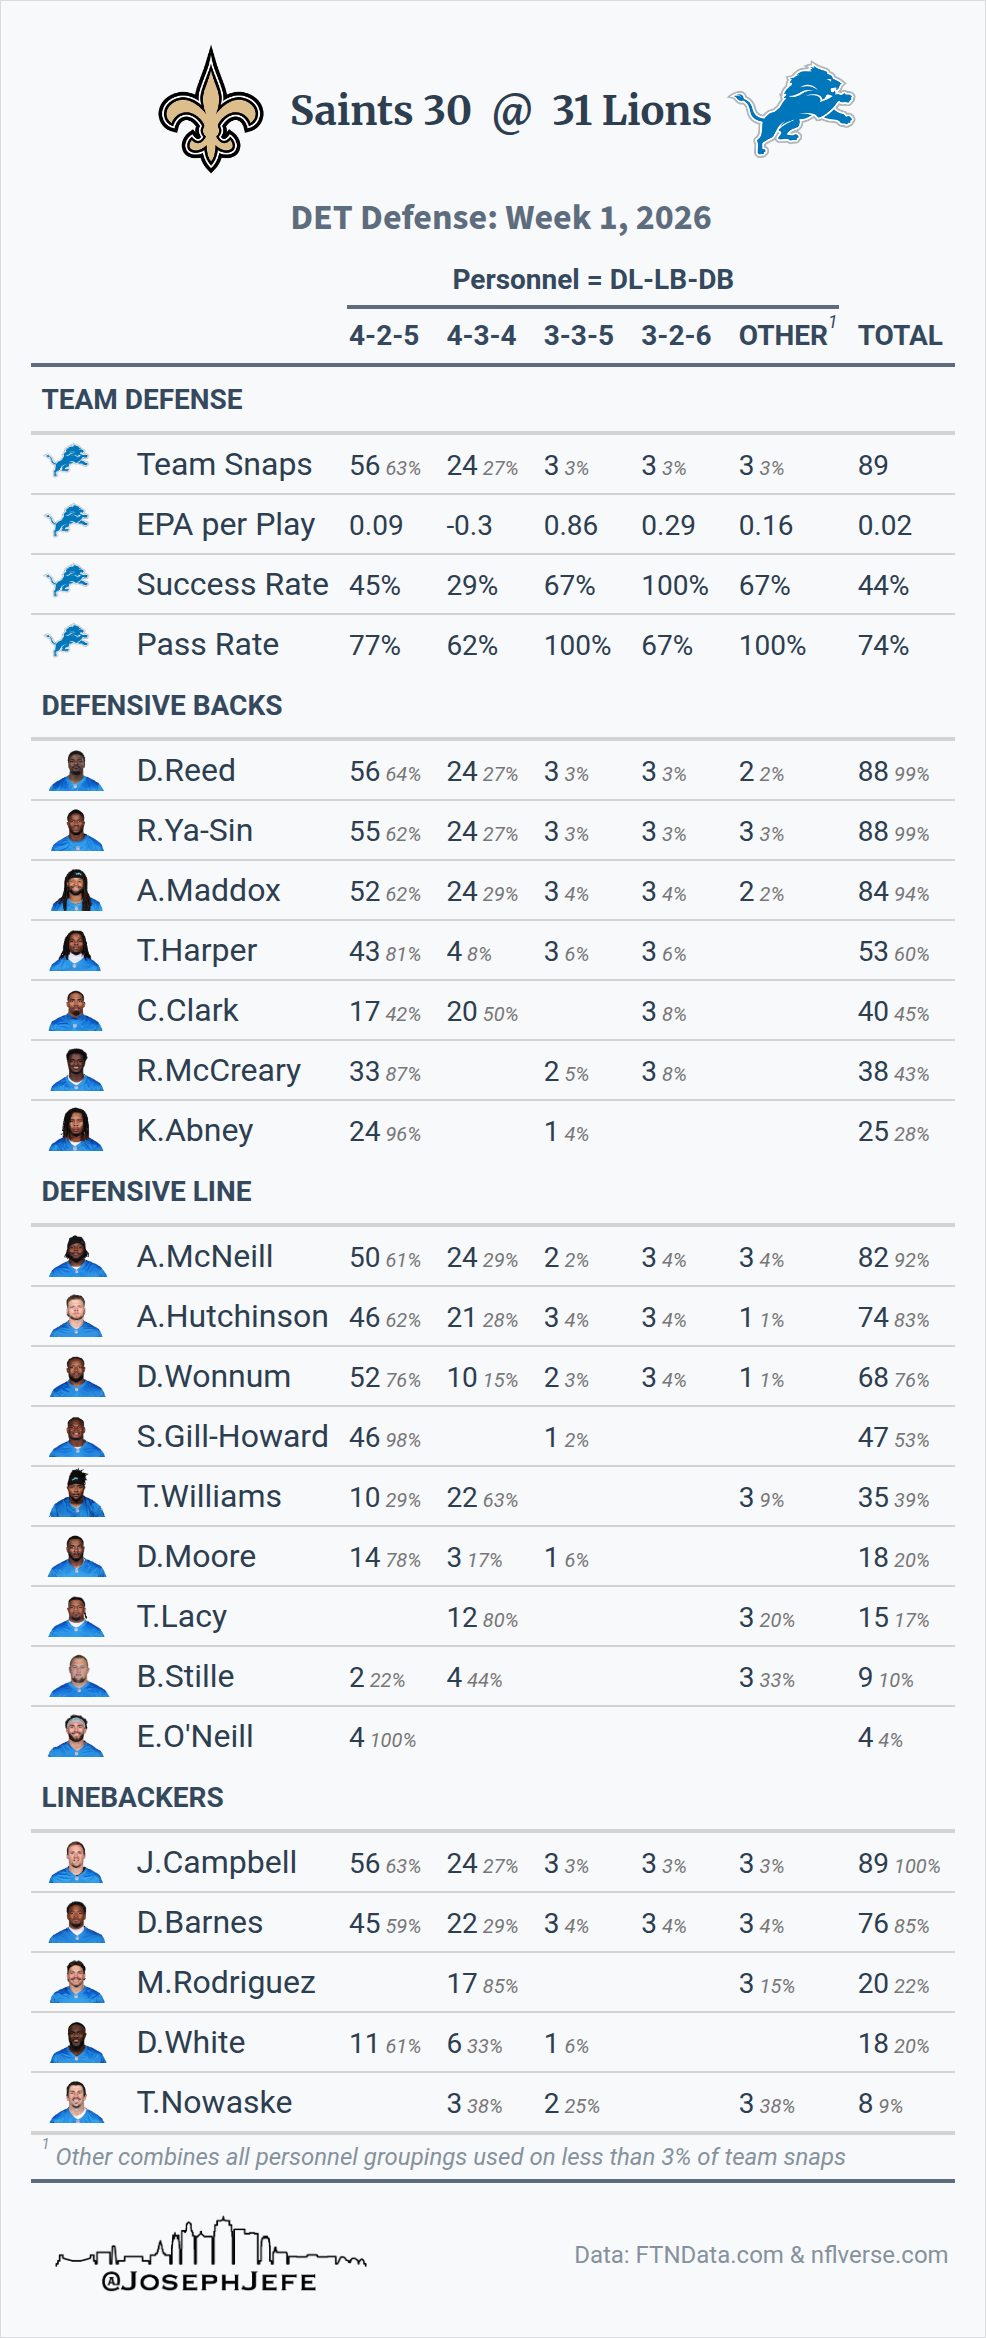 Saints 30 @ 31 Lions
DET Defense: Week 1, 2026
Personnel = DL-LB-DB
4-2-5 4-3-4 3-3-5 3-2-6 OTHER1 TOTAL
TEAM DEFENSE
Team Snaps 56 63% 24 27% 3 3% 3 3% 3 3% 89
EPA per Play 0.09 -0.3 0.86 0.29 0.16 0.02
Success Rate 45% 29% 67% 100% 67% 44%
Pass Rate 77% 62% 100% 67% 100% 74%
DEFENSIVE BACKS
D.Reed 56 64% 24 27% 3 3% 3 3% 2 2% 88 99%
R.Ya-Sin 55 62% 24 27% 3 3% 3 3% 3 3% 88 99%
A.Maddox 52 62% 24 29% 3 4% 3 4% 2 2% 84 94%
T.Harper 43 81% 4 8% 3 6% 3 6% 53 60%
C.Clark 17 42% 20 50% 3 8% 40 45%
R.McCreary 33 87% 2 5% 3 8% 38 43%
K.Abney 24 96% 1 4% 25 28%
DEFENSIVE LINE
A.McNeill 50 61% 24 29% 2 2% 3 4% 3 4% 82 92%
A.Hutchinson 46 62% 21 28% 3 4% 3 4% 1 1% 74 83%
D.Wonnum 52 76% 10 15% 2 3% 3 4% 1 1% 68 76%
S.Gill-Howard 46 98% 1 2% 47 53%
T.Williams 10 29% 22 63% 3 9% 35 39%
D.Moore 14 78% 3 17% 1 6% 18 20%
T.Lacy 12 80% 3 20% 15 17%
B.Stille 2 22% 4 44% 3 33% 9 10%
E.O'Neill 4 100% 4 4%
LINEBACKERS
J.Campbell 56 63% 24 27% 3 3% 3 3% 3 3% 89 100%
D.Barnes 45 59% 22 29% 3 4% 3 4% 3 4% 76 85%
M.Rodriguez 17 85% 3 15% 20 22%
D.White 11 61% 6 33% 1 6% 18 20%
T.Nowaske 3 38% 2 25% 3 38% 8 9%
1 Other combines all personnel groupings used on less than 3% of team snaps
@JOSEPHJEFE
Data: FTNData.com & nflverse.com